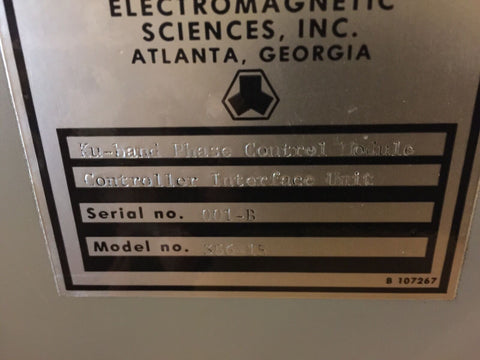 ELECTROMAGNETIC
SCIENCES, INC.
ATLANTA, GEORGIA
Ku-band Phase Control Module
Controller Interface Unit
Serial no. 001-B
Model no.
B 107267